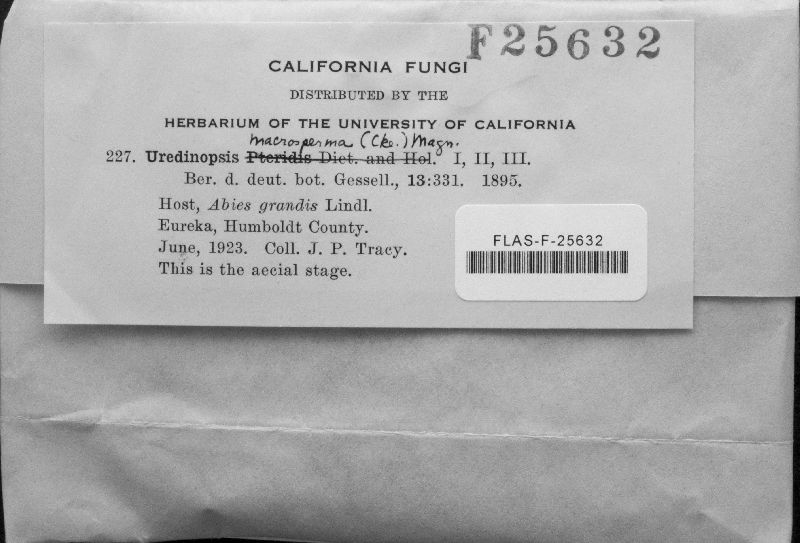 F25632
CALIFORNIA FUNGI
DISTRIBUTED BY THE
HERBARIUM OF THE UNIVERSITY OF CALIFORNIA
macrosperma (Cke.) Magn.
227. Uredinopsis Pteridis Diet. and Hol. I, II, III.
Ber. d. deut. bot. Gessell., 13:331. 1895.
Host, Abies grandis Lindl.
Eureka, Humboldt County.
June, 1923. Coll. J. P. Tracy.
This is the aecial stage.
FLAS-F-25632